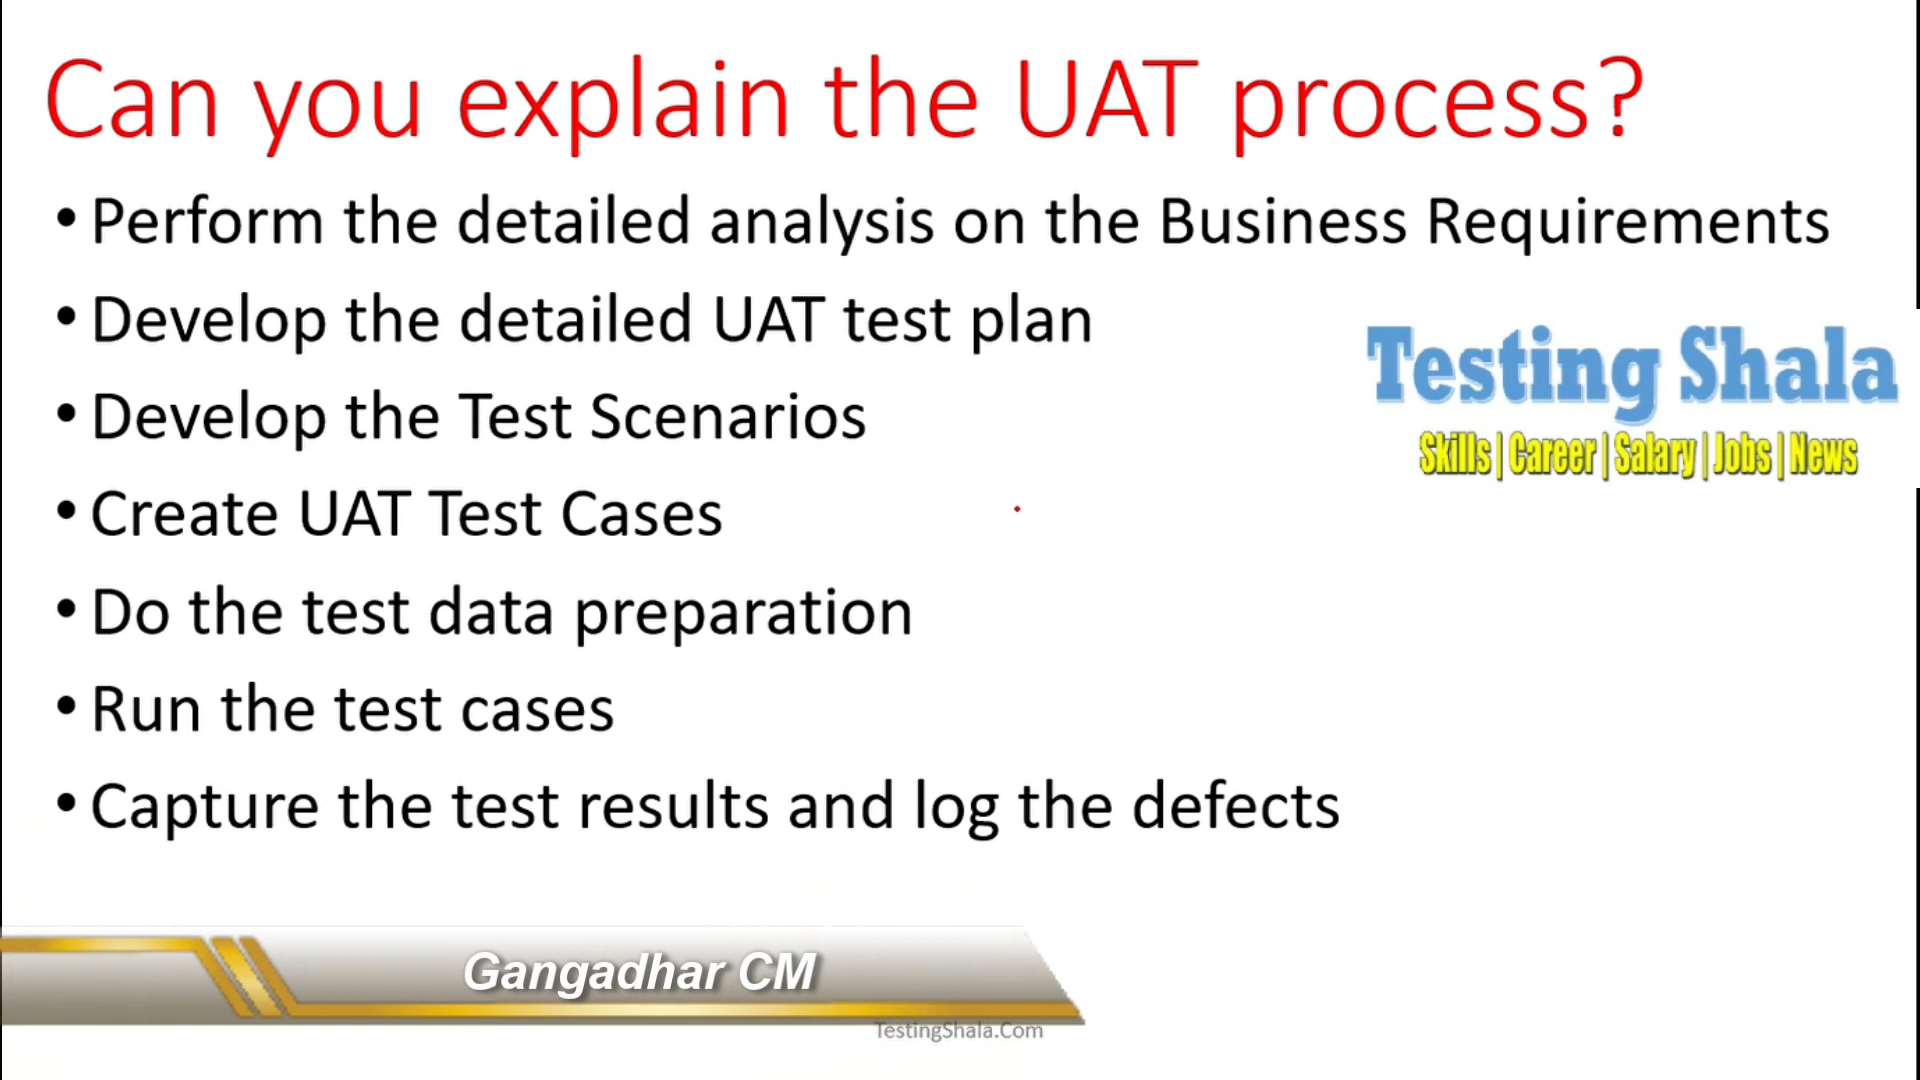 Can you explain the UAT process?
• Perform the detailed analysis on the Business Requirements
• Develop the detailed UAT test plan
• Develop the Test Scenarios
• Create UAT Test Cases
• Do the test data preparation
• Run the test cases
• Capture the test results and log the defects
Testing Shala
Skills | Career | Salary | Jobs | News
Gangadhar CM
TestingShala.Com